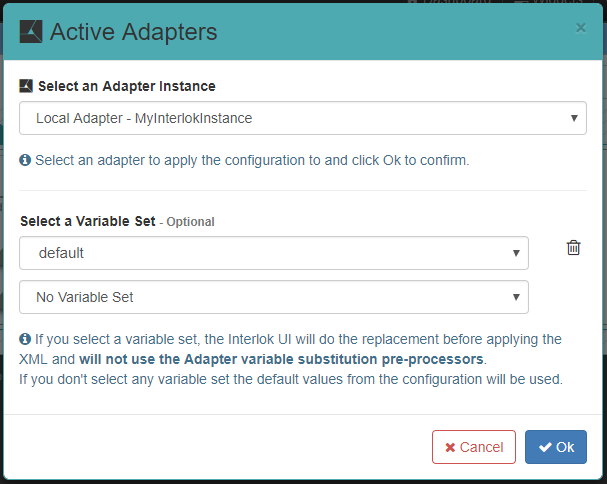 Active Adapters
×
Select an Adapter Instance
Local Adapter - MyInterlokInstance
Select an adapter to apply the configuration to and click Ok to confirm.
Select a Variable Set - Optional
default
No Variable Set
If you select a variable set, the Interlok UI will do the replacement before applying the
XML and will not use the Adapter variable substitution pre-processors.
If you don't select any variable set the default values from the configuration will be used.
Cancel
Ok